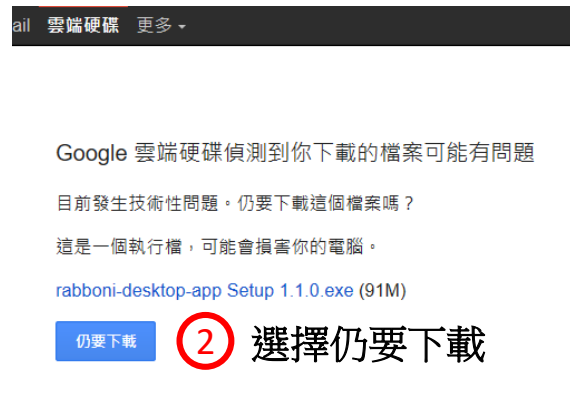 ail 雲端硬碟 更多
Google 雲端硬碟偵測到你下載的檔案可能有問題
目前發生技術性問題。仍要下載這個檔案嗎？
這是一個執行檔，可能會損害你的電腦。
rabboni-desktop-app Setup 1.1.0.exe (91M)
仍要下載 2 選擇仍要下載